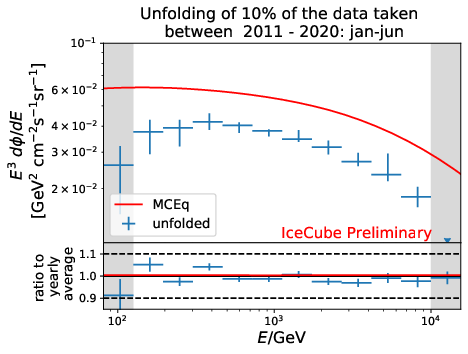 Unfolding of 10% of the data taken
between 2011 - 2020: jan-jun
E³ dϕ/dE
[GeV² cm⁻²s⁻¹sr⁻¹]
10⁻¹
6 × 10⁻²
4 × 10⁻²
3 × 10⁻²
2 × 10⁻²
MCEq
unfolded
IceCube Preliminary
ratio to
yearly
average
1.1
1.0
0.9
10² 10³ 10⁴
E/GeV